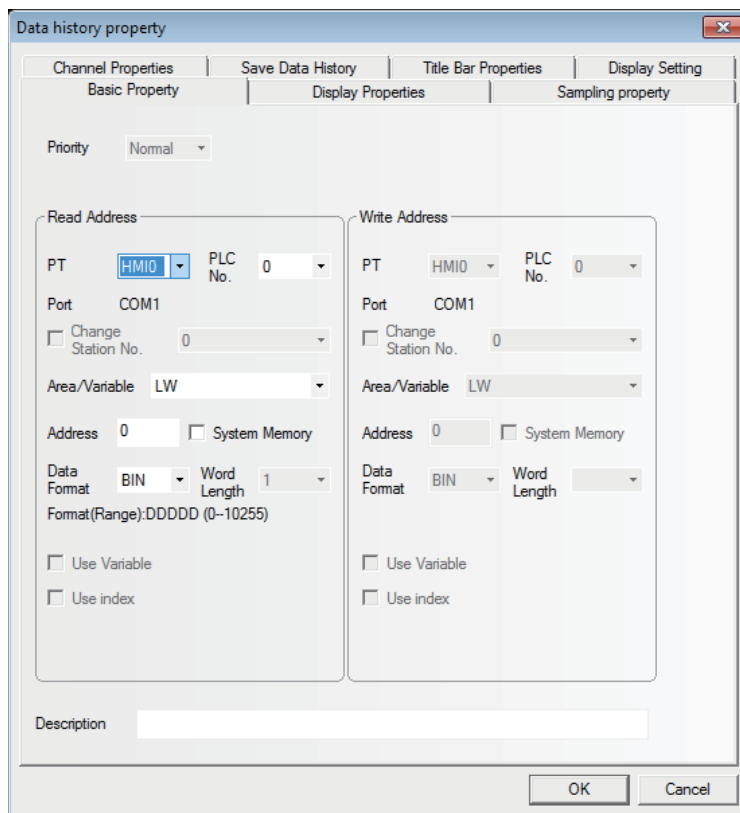 Data history property
Channel Properties Save Data History Title Bar Properties Display Setting
Basic Property Display Properties Sampling property
Priority Normal
Read Address
PT HMI0 PLC No. 0
Port COM1
Change Station No. 0
Area/Variable LW
Address 0 System Memory
Data Format BIN Word Length 1
Format(Range):DDDDD (0--10255)
Use Variable
Use index
Write Address
PT HMI0 PLC No. 0
Port COM1
Change Station No. 0
Area/Variable LW
Address 0 System Memory
Data Format BIN Word Length
Use Variable
Use index
Description
OK Cancel